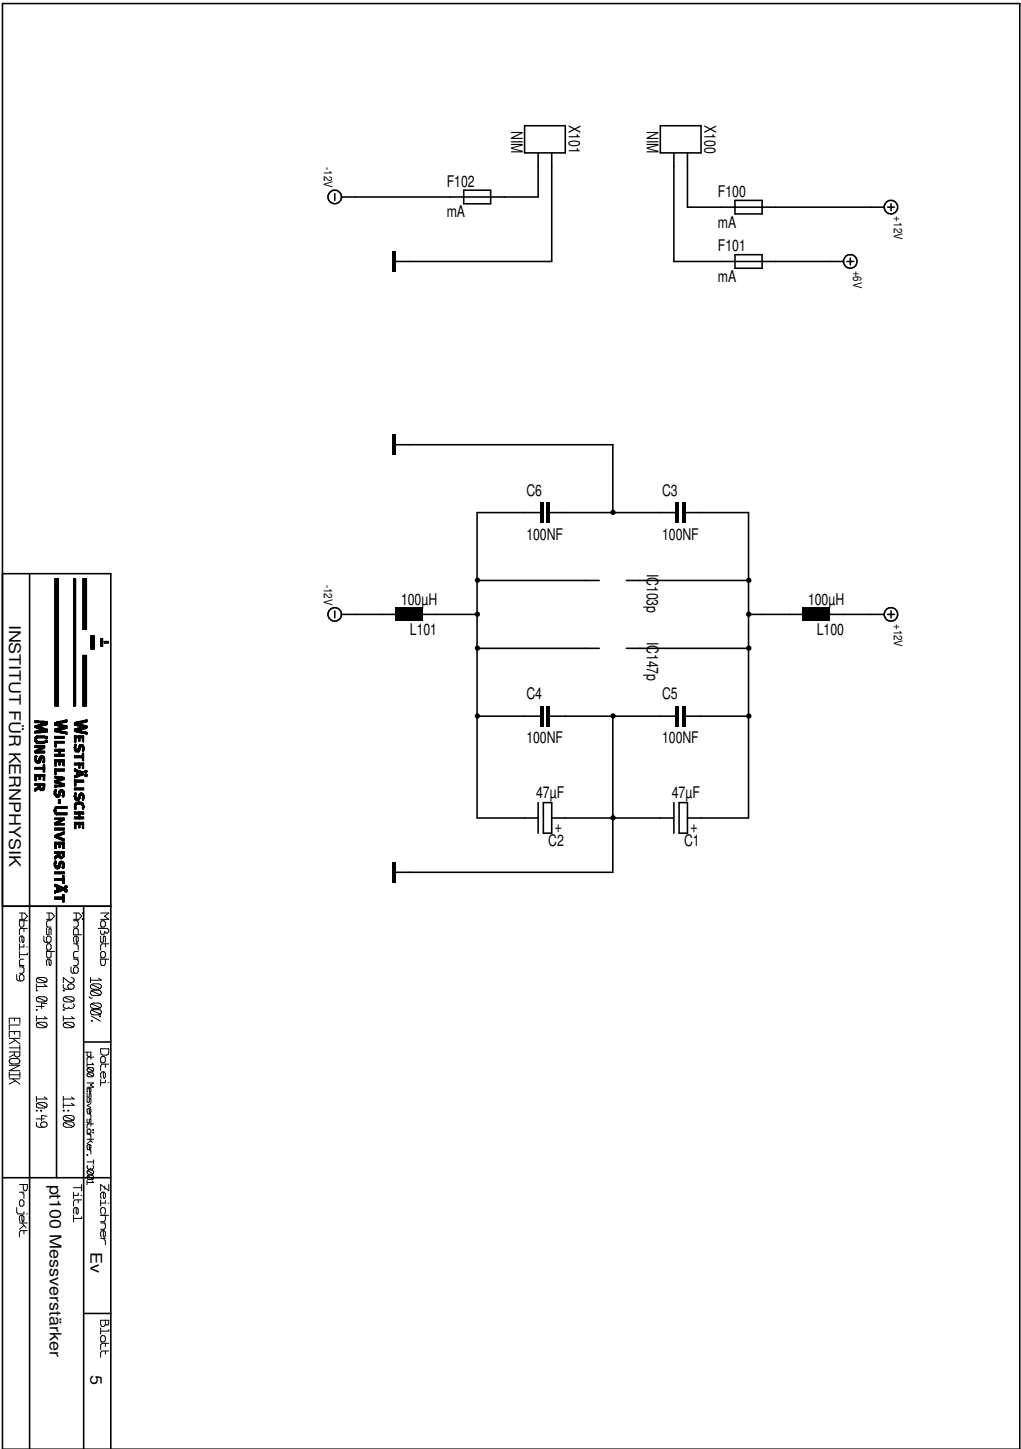 X101
NIM
X100
NIM
F102
mA
-12V
F100
mA
+12V
F101
mA
+6V
C6
100NF
C3
100NF
IC103p
-12V
100µH
L101
100µH
L100
+12V
IC147p
C4
100NF
C5
100NF
47µF
+
C2
47µF
+
C1
WESTFÄLISCHE
WILHELMS-UNIVERSITÄT
MÜNSTER
INSTITUT FÜR KERNPHYSIK
Maßstab 100,00%
Datei
pt100 Messverstärker.T3001
Zeichner Ev
Blatt 5
Änderung 29.03.10 11:00
Ausgabe 01.04.10 10:49
Titel
pt100 Messverstärker
Abteilung ELEKTRONIK
Projekt